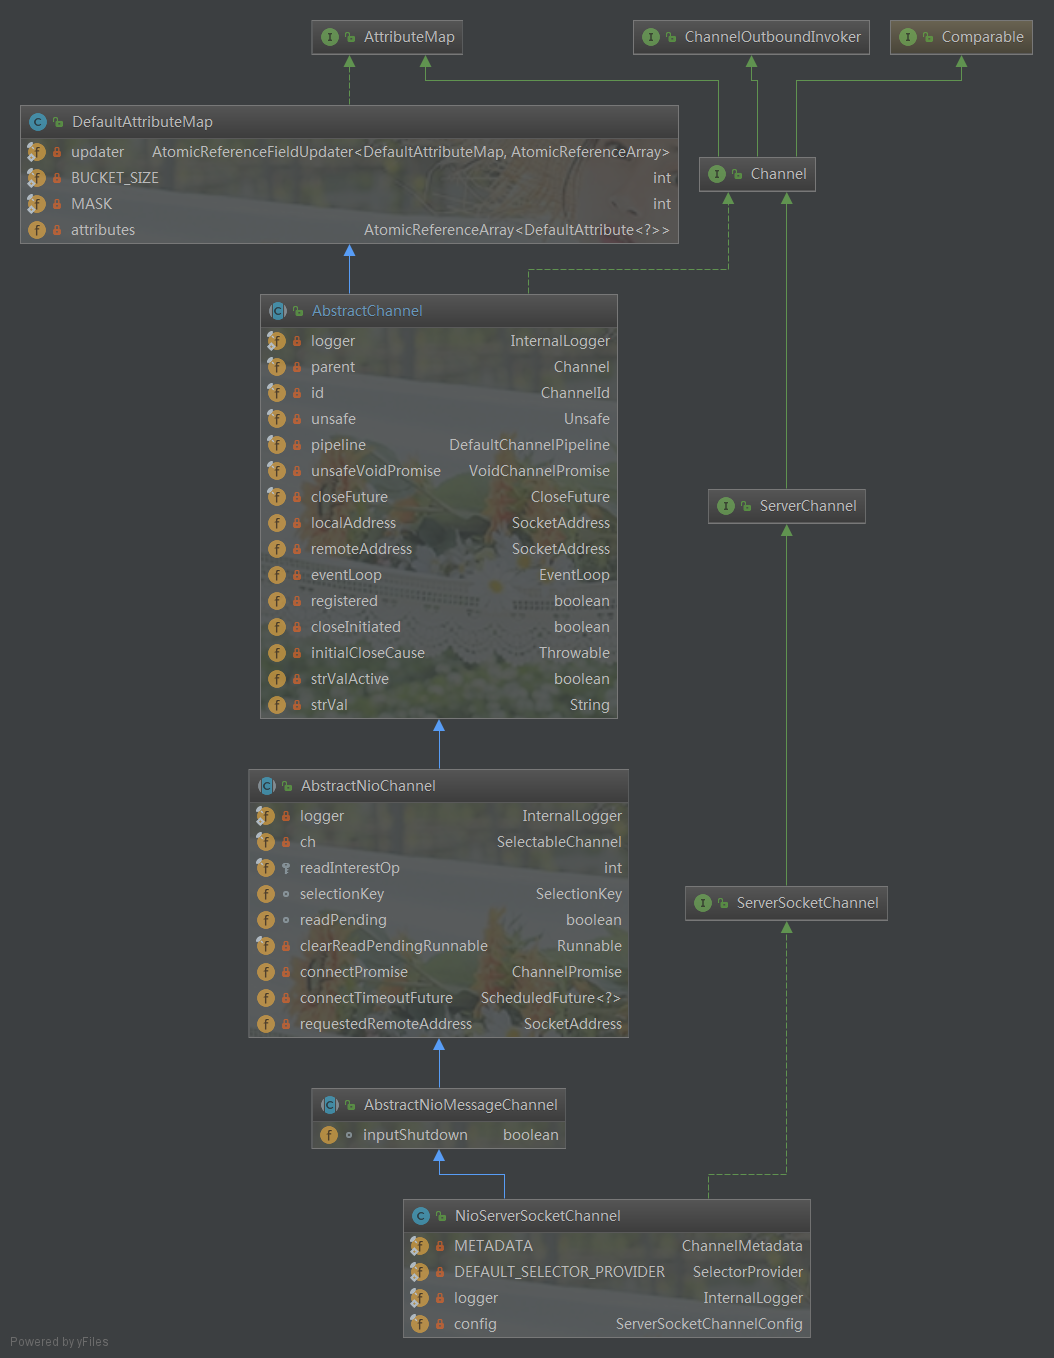 AttributeMap
ChannelOutboundInvoker
Comparable
DefaultAttributeMap
updater AtomicReferenceFieldUpdater<DefaultAttributeMap, AtomicReferenceArray>
BUCKET_SIZE int
MASK int
attributes AtomicReferenceArray<DefaultAttribute<?>>
Channel
AbstractChannel
logger InternalLogger
parent Channel
id ChannelId
unsafe Unsafe
pipeline DefaultChannelPipeline
unsafeVoidPromise VoidChannelPromise
closeFuture CloseFuture
localAddress SocketAddress
remoteAddress SocketAddress
eventLoop EventLoop
registered boolean
closeInitiated boolean
initialCloseCause Throwable
strValActive boolean
strVal String
ServerChannel
AbstractNioChannel
logger InternalLogger
ch SelectableChannel
readInterestOp int
selectionKey SelectionKey
readPending boolean
clearReadPendingRunnable Runnable
connectPromise ChannelPromise
connectTimeoutFuture ScheduledFuture<?>
requestedRemoteAddress SocketAddress
ServerSocketChannel
AbstractNioMessageChannel
inputShutdown boolean
NioServerSocketChannel
METADATA ChannelMetadata
DEFAULT_SELECTOR_PROVIDER SelectorProvider
logger InternalLogger
config ServerSocketChannelConfig
Powered by yFiles